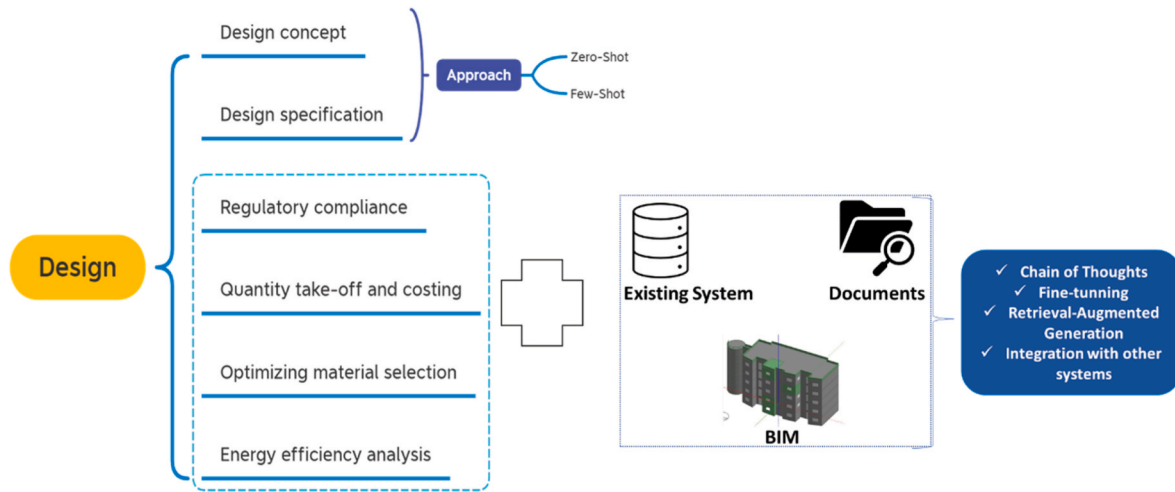 Design
Design concept
Design specification
Approach
Zero-Shot
Few-Shot
Regulatory compliance
Quantity take-off and costing
Optimizing material selection
Energy efficiency analysis
Existing System
Documents
BIM
✓ Chain of Thoughts
✓ Fine-tunning
✓ Retrieval-Augmented
Generation
✓ Integration with other
systems